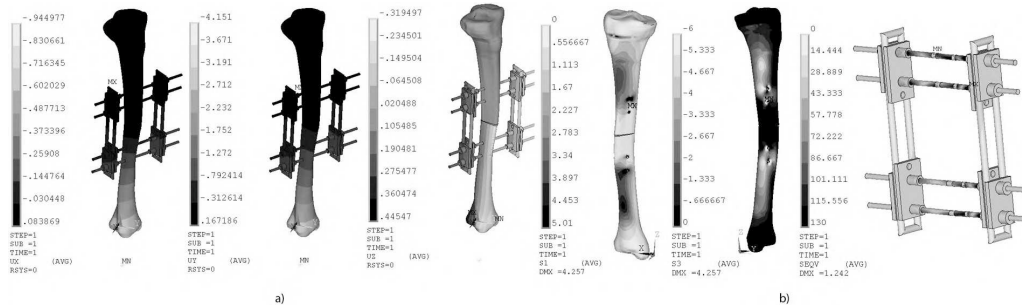 -.944977
-.830661
-.716345
-.602029
-.487713
-.373396
-.25908
-.144764
-.030448
.083869
STEP=1
SUB =1
TIME=1
UX (AVG)
RSYS=0
MX
MN
-4.151
-3.671
-3.191
-2.712
-2.232
-1.752
-1.272
-.792414
-.312614
.167186
STEP=1
SUB =1
TIME=1
UY (AVG)
RSYS=0
MX
MN
-.319497
-.234501
-.149504
-.064508
.020488
.105485
.190481
.275477
.360474
.44547
STEP=1
SUB =1
TIME=1
UZ (AVG)
RSYS=0
MN
a)
0
.556667
1.113
1.67
2.227
2.783
3.34
3.897
4.453
5.01
STEP=1
SUB =1
TIME=1
S1 (AVG)
DMX =4.257
MX
X
-6
-5.333
-4.667
-4
-3.333
-2.667
-2
-1.333
-.666667
0
STEP=1
SUB =1
TIME=1
S3 (AVG)
DMX =4.257
Y
0
14.444
28.889
43.333
57.778
72.222
86.667
101.111
115.556
130
STEP=1
SUB =1
TIME=1
SEQV (AVG)
DMX =1.242
MN
MX
b)